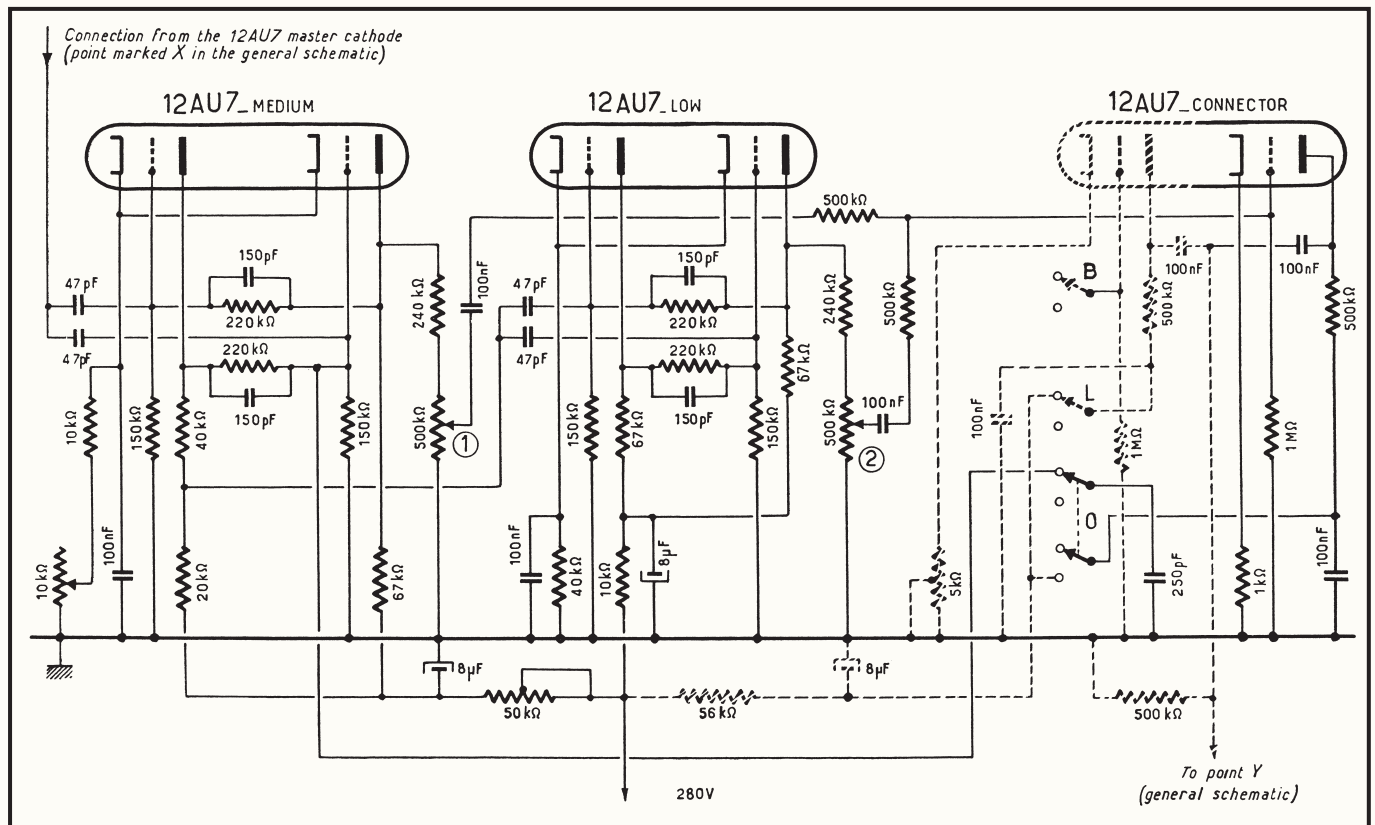 Connection from the 12AU7 master cathode
(point marked X in the general schematic)
12AU7_MEDIUM
12AU7_LOW
12AU7_CONNECTOR
500kΩ
150pF
47pF
220kΩ
47pF
220kΩ
150pF
240kΩ
100nF
47pF
47pF
150pF
220kΩ
220kΩ
150pF
240kΩ
500kΩ
67kΩ
B
100nF
100nF
500kΩ
500kΩ
10kΩ
150kΩ
40kΩ
150kΩ
500kΩ
1
150kΩ
67kΩ
150kΩ
500kΩ
100nF
2
L
100nF
1MΩ
1MΩ
O
10kΩ
100nF
20kΩ
67kΩ
100nF
40kΩ
10kΩ
8µF
5kΩ
250pF
1kΩ
100nF
8µF
50kΩ
56kΩ
8µF
500kΩ
280V
To point Y
(general schematic)